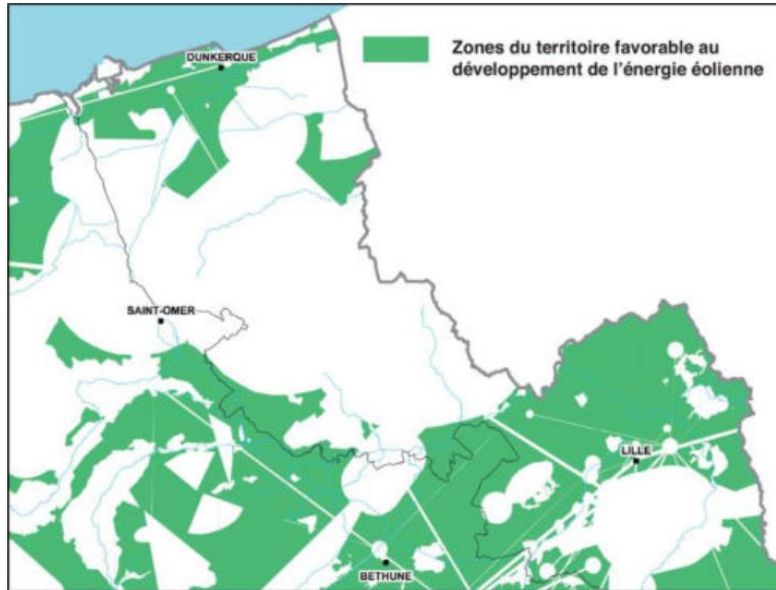 DUNKERQUE
Zones du territoire favorable au
développement de l'énergie éolienne
SAINT-OMER
LILLE
BETHUNE